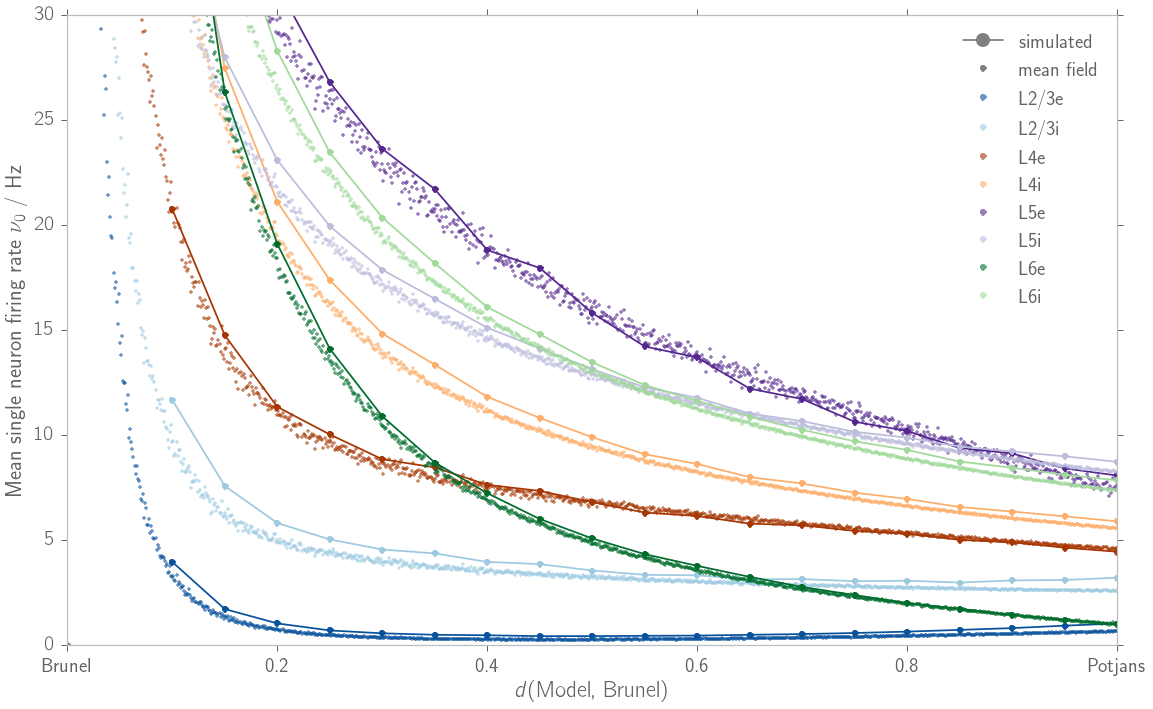 30
25
20
15
10
5
0
Mean single neuron firing rate ν0 / Hz
simulated
mean field
L2/3e
L2/3i
L4e
L4i
L5e
L5i
L6e
L6i
Brunel 0.2 0.4 0.6 0.8 Potjans
d(Model, Brunel)